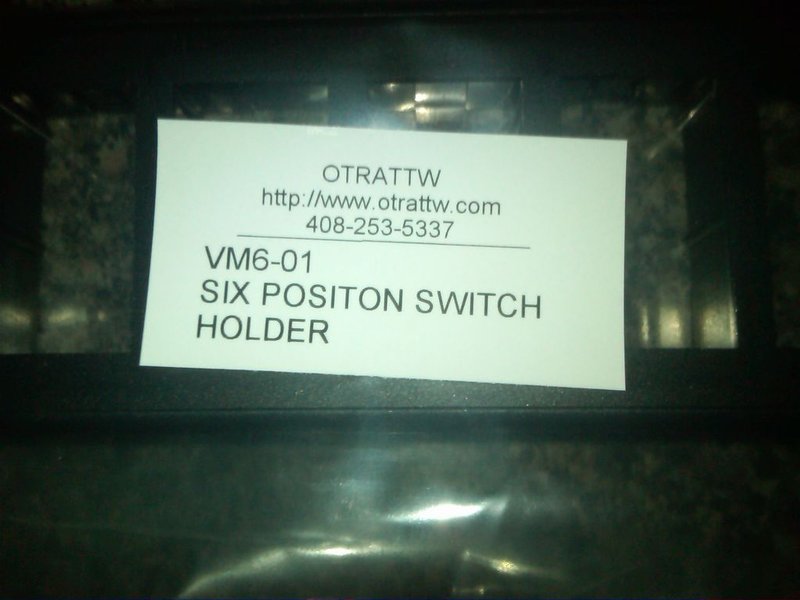 OTRATTW
http://www.otrattw.com
408-253-5337
VM6-01
SIX POSITON SWITCH
HOLDER